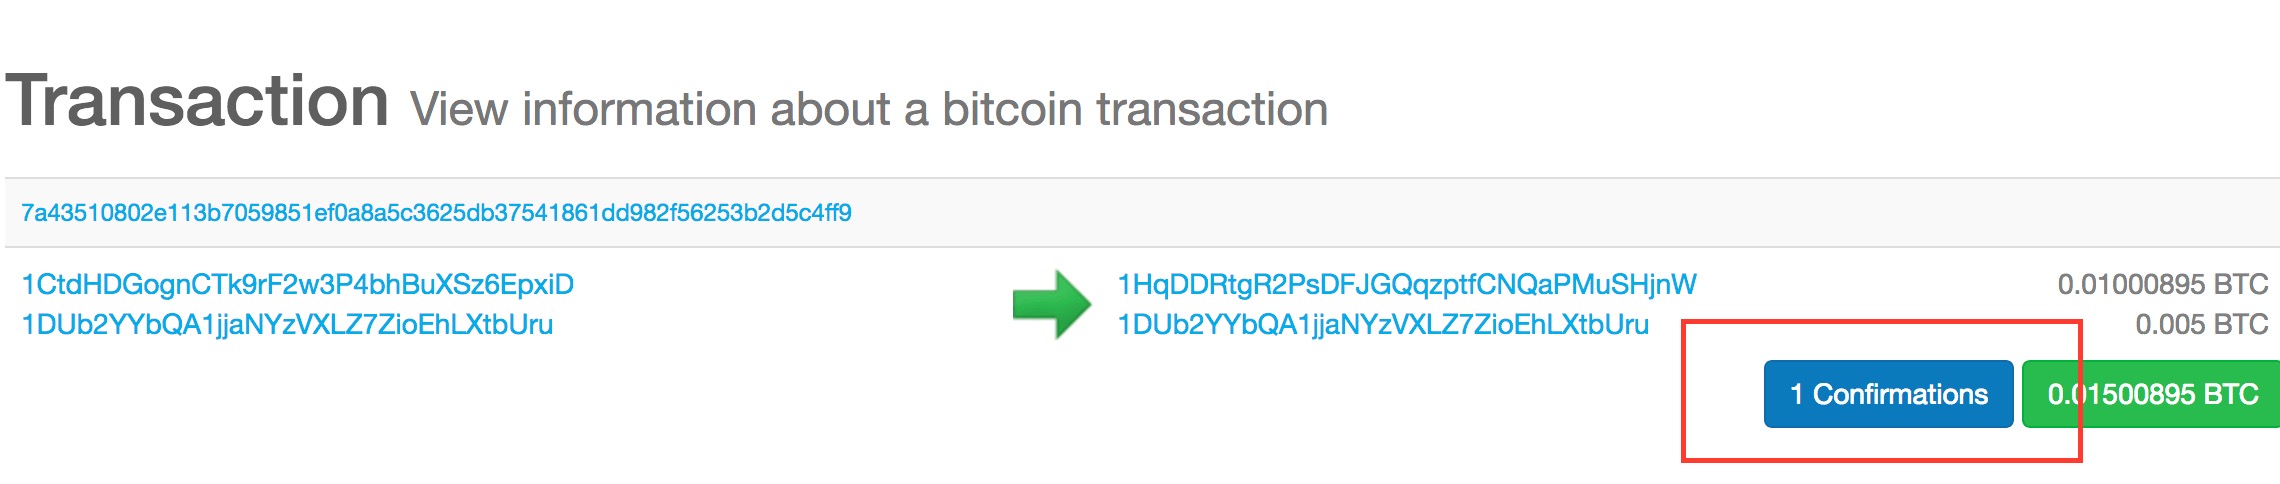 Transaction View information about a bitcoin transaction
7a43510802e113b7059851ef0a8a5c3625db37541861dd982f56253b2d5c4ff9
1CtdHDGognCTk9rF2w3P4bhBuXSz6EpxiD 1HqDDRtgR2PsDFJGQqzptfCNQaPMuSHjnW 0.01000895 BTC
1DUb2YYbQA1jjaNYzVXLZ7ZioEhLXtbUru 1DUb2YYbQA1jjaNYzVXLZ7ZioEhLXtbUru 0.005 BTC
1 Confirmations 0.01500895 BTC